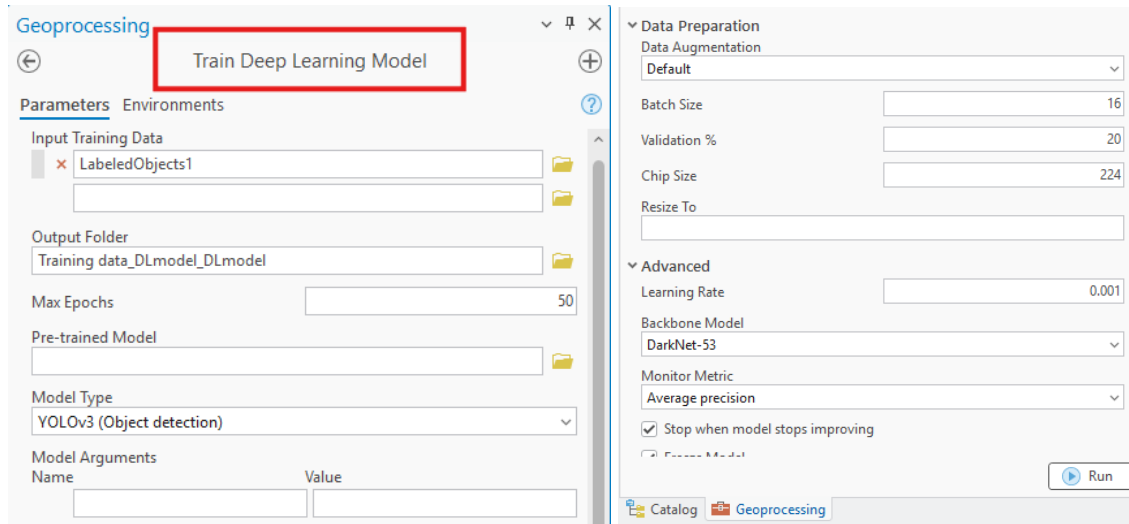 Geoprocessing
Train Deep Learning Model
Parameters Environments
Input Training Data
LabeledObjects1
Output Folder
Training data_DLmodel_DLmodel
Max Epochs 50
Pre-trained Model
Model Type
YOLOv3 (Object detection)
Model Arguments
Name Value
Data Preparation
Data Augmentation
Default
Batch Size 16
Validation % 20
Chip Size 224
Resize To
Advanced
Learning Rate 0.001
Backbone Model
DarkNet-53
Monitor Metric
Average precision
Stop when model stops improving
Freeze Model
Run
Catalog Geoprocessing